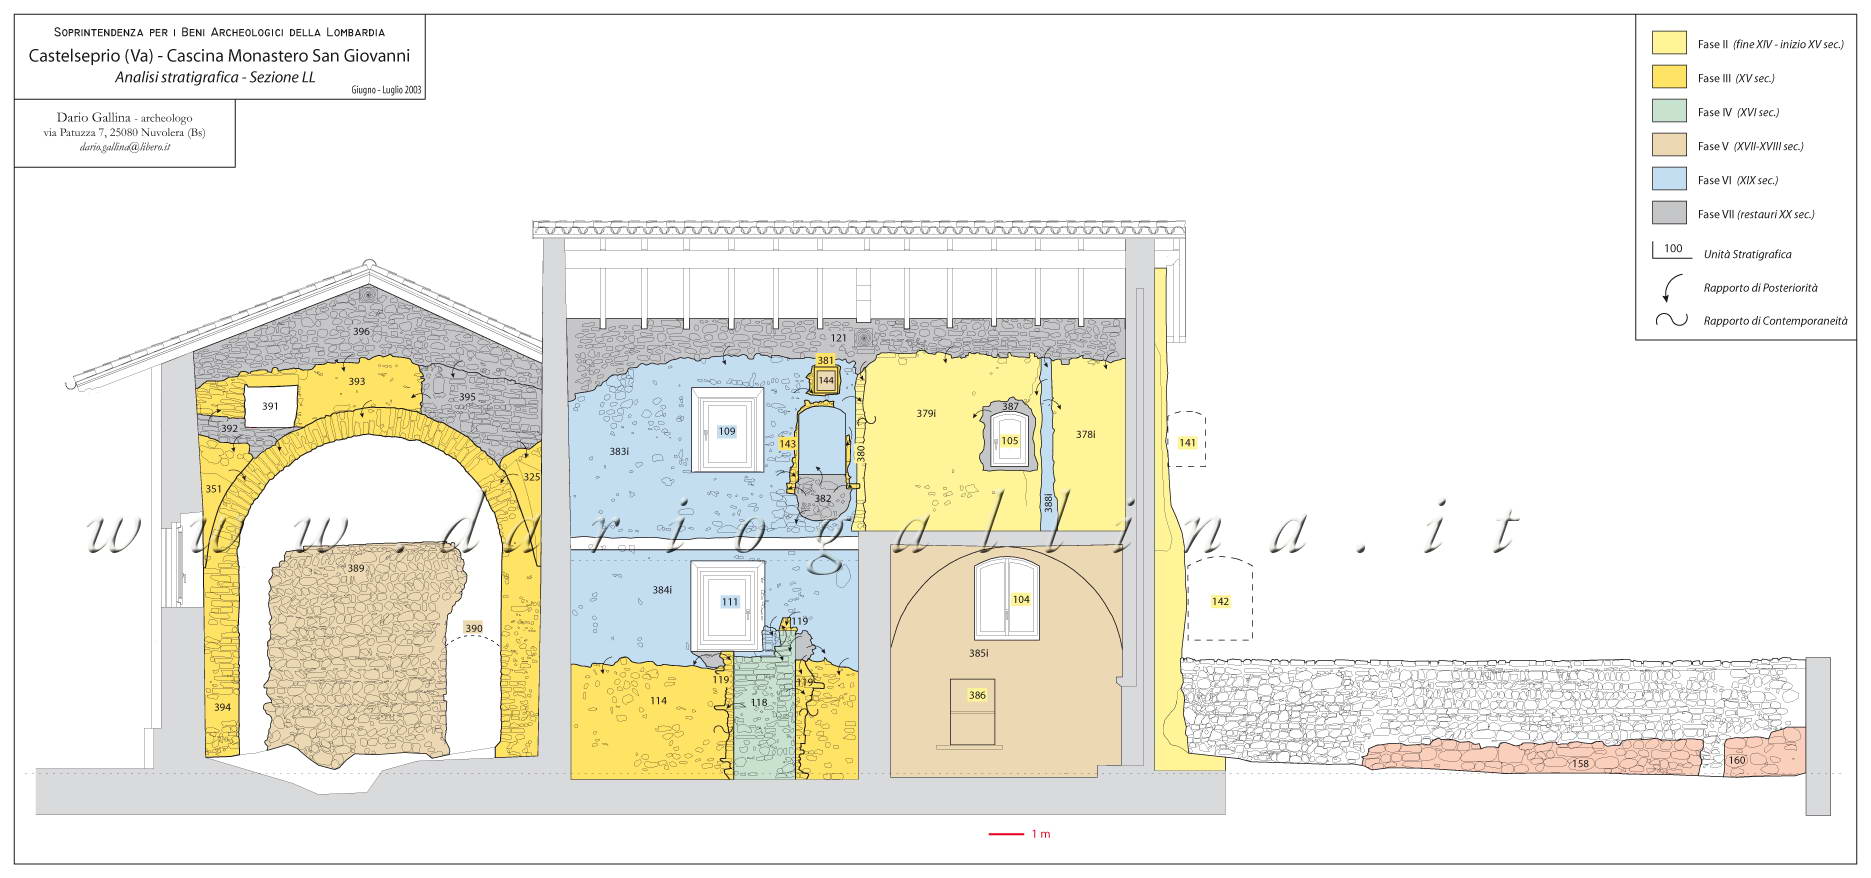 SOPRINTENDENZA PER I BENI ARCHEOLOGICI DELLA LOMBARDIA
Castelseprio (Va) - Cascina Monastero San Giovanni
Analisi stratigrafica - Sezione LL
Giugno - Luglio 2003
Dario Gallina - archeologo
via Patuzza 7, 25080 Nuvolera (Bs)
dario.gallina@libero.it
Fase II (fine XIV - inizio XV sec.)
Fase III (XV sec.)
Fase IV (XVI sec.)
Fase V (XVII-XVIII sec.)
Fase VI (XIX sec.)
Fase VII (restauri XX sec.)
100 Unità Stratigrafica
Rapporto di Posteriorità
Rapporto di Contemporaneità
396
121
381
393
144
395
391
387
392
379i
378i
109
143
105
141
383i
380
351
325
382
388i
www.dariogallina.it
389
384i
111
104
142
390
119
385i
119
119
386
394
114
118
158
160
1 m